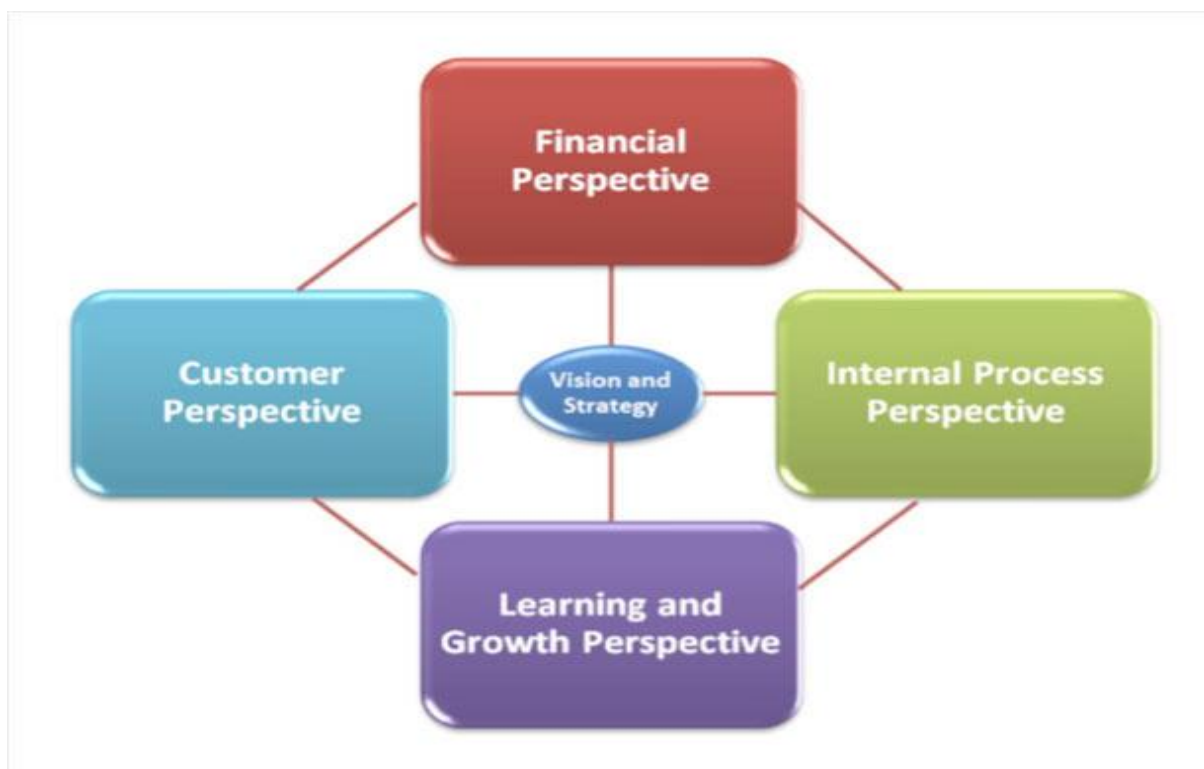 Financial
Perspective
Customer
Perspective
Vision and
Strategy
Internal Process
Perspective
Learning and
Growth Perspective